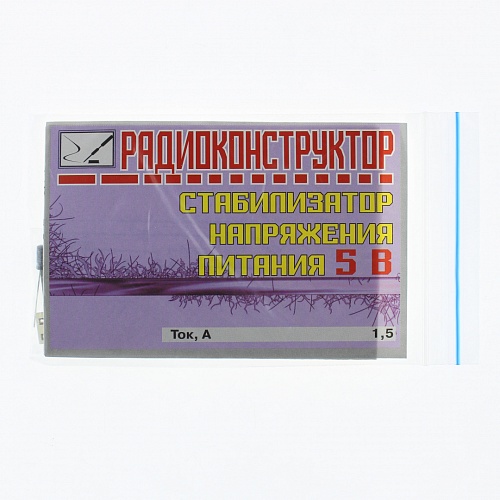 РАДИОКОНСТРУКТОР
СТАБИЛИЗАТОР
НАПРЯЖЕНИЯ
ПИТАНИЯ 5 В
Ток, А 1,5